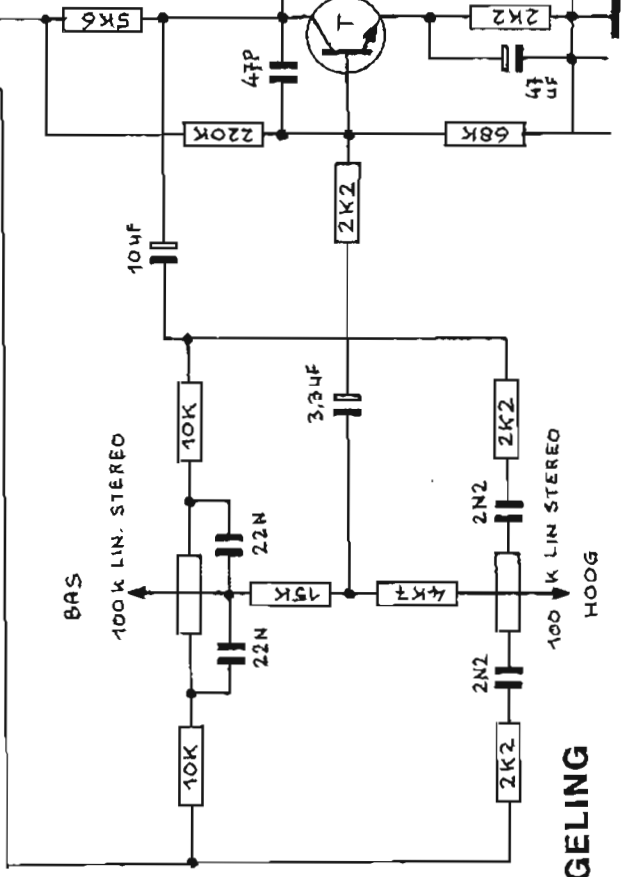 5K6
2K2
T
47P
47
uF
220K
68K
2K2
10uF
3,3uF
10K
2K2
100K LIN. STEREO
BAS
22N
2N2
15K
4K7
100 K LIN STEREO
HOOG
22N
2N2
10K
2K2
GELING